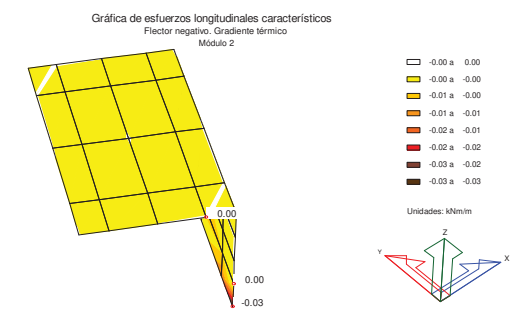 Gráfica de esfuerzos longitudinales característicos
Flector negativo. Gradiente térmico
Módulo 2
-0.00 a 0.00
-0.00 a -0.00
-0.01 a -0.00
-0.01 a -0.01
-0.02 a -0.01
-0.02 a -0.02
-0.03 a -0.02
-0.03 a -0.03
Unidades: kNm/m
0.00
0.00
-0.03
Z
Y
X